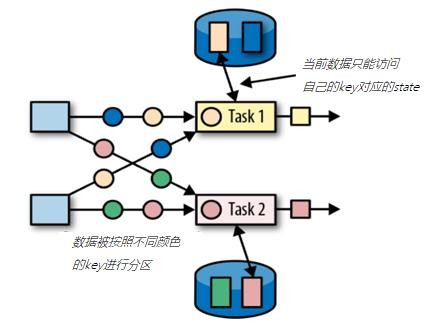 当前数据只能访问
自己的key对应的state
Task 1
Task 2
数据被按照不同颜色
的key进行分区